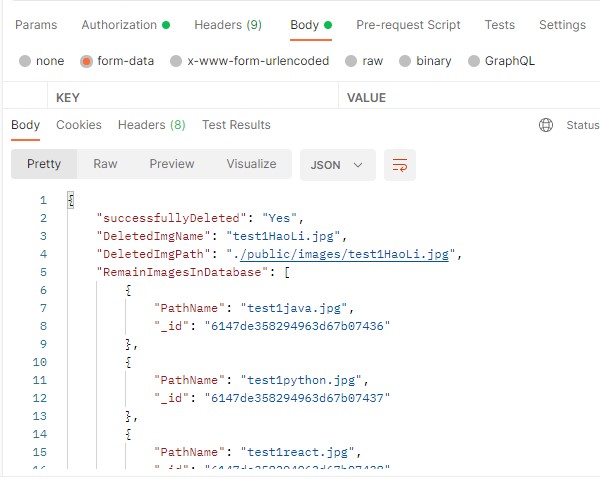 Params Authorization Headers (9) Body Pre-request Script Tests Settings
none form-data x-www-form-urlencoded raw binary GraphQL
KEY VALUE
Body Cookies Headers (8) Test Results Status
Pretty Raw Preview Visualize JSON
1 {
2 "successfullyDeleted": "Yes",
3 "DeletedImgName": "test1HaoLi.jpg",
4 "DeletedImgPath": "./public/images/test1HaoLi.jpg",
5 "RemainImagesInDatabase": [
6 {
7 "PathName": "test1java.jpg",
8 "_id": "6147de358294963d67b07436"
9 },
10 {
11 "PathName": "test1python.jpg",
12 "_id": "6147de358294963d67b07437"
13 },
14 {
15 "PathName": "test1react.jpg",
16 "_id": "6147de358294963d67b07438"